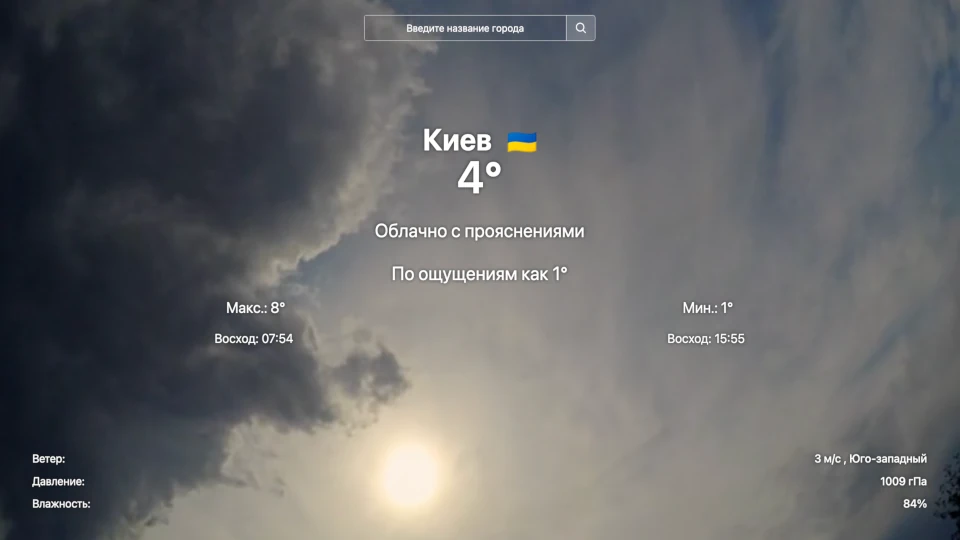 Введите название города
Киев 🇺🇦
4°
Облачно с прояснениями
По ощущениям как 1°
Макс.: 8° Мин.: 1°
Восход: 07:54 Восход: 15:55
Ветер: 3 м/с , Юго-западный
Давление: 1009 гПа
Влажность: 84%